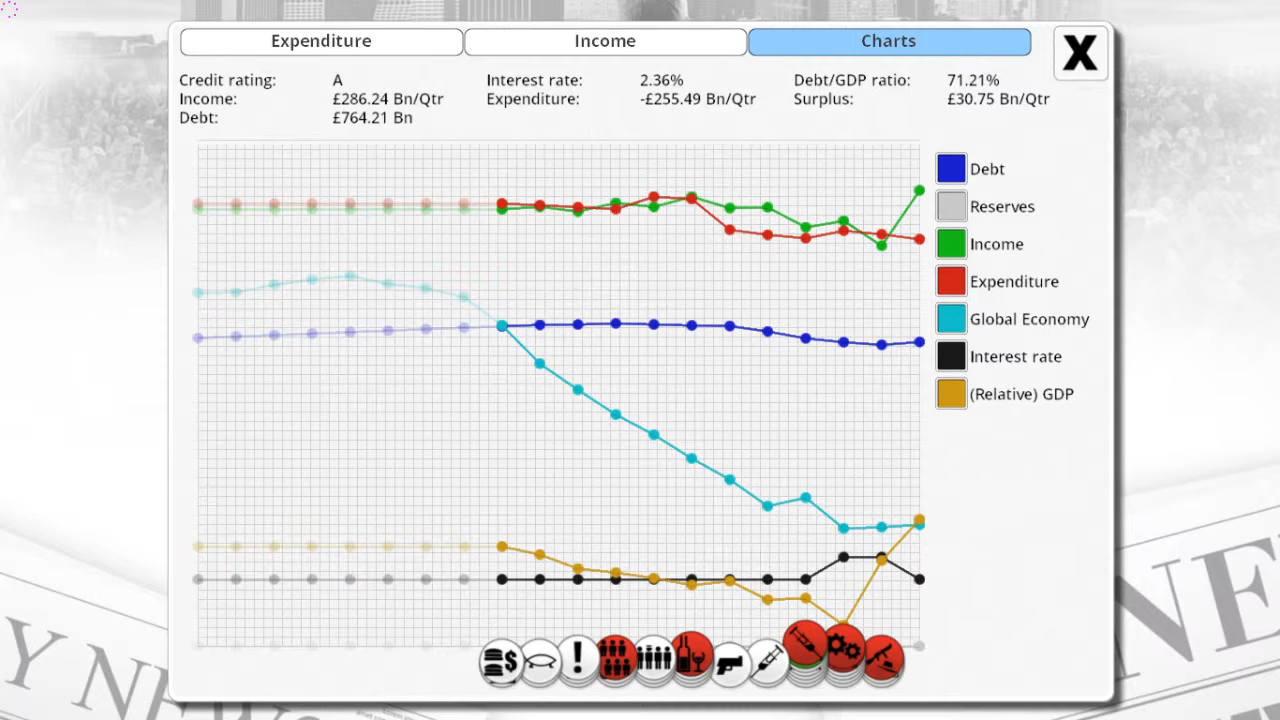 Expenditure
Income
Charts
X
Credit rating: A
Interest rate: 2.36%
Debt/GDP ratio: 71.21%
Income: £286.24 Bn/Qtr
Expenditure: -£255.49 Bn/Qtr
Surplus: £30.75 Bn/Qtr
Debt: £764.21 Bn
Debt
Reserves
Income
Expenditure
Global Economy
Interest rate
(Relative) GDP
$
!